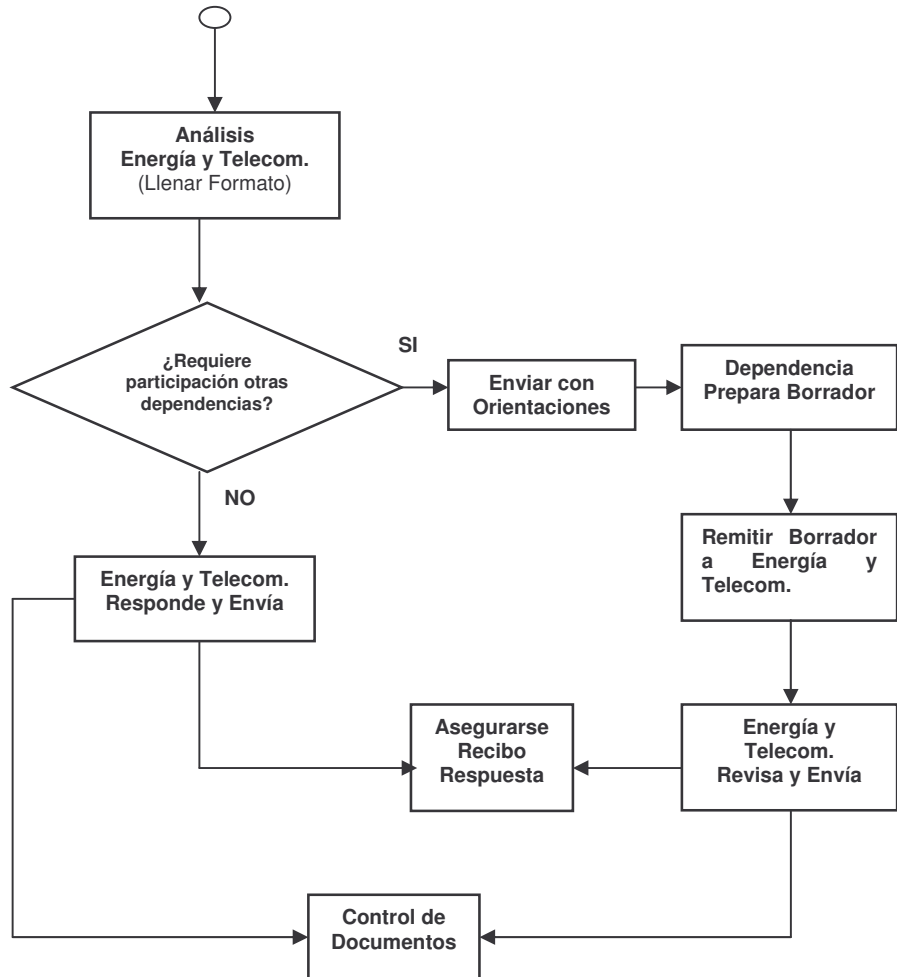 Análisis
Energía y Telecom.
(Llenar Formato)
¿Requiere
participación otras
dependencias?
SI
Enviar con
Orientaciones
Dependencia
Prepara Borrador
NO
Remitir Borrador
a Energía y
Telecom.
Energía y Telecom.
Responde y Envía
Asegurarse
Recibo
Respuesta
Energía y
Telecom.
Revisa y Envía
Control de
Documentos